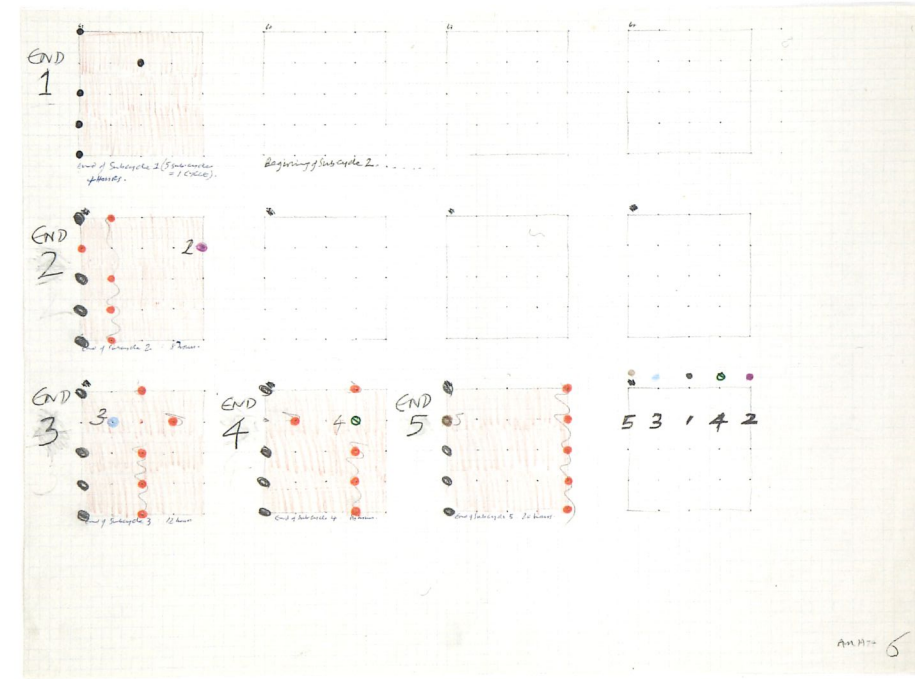 END
1
End of Subcycle 1 (5 subcycles
4 hours. = 1 CYCLE).
Beginning of Subcycle 2......
END
2
2
End of Subcycle 2. 8 hours.
END
3
3
End of Subcycle 3 12 hours
END
4
4
End of Subcycle 4 hours.
END
5
5
End of Subcycle 5 20 hours
5 3 1 4 2
6